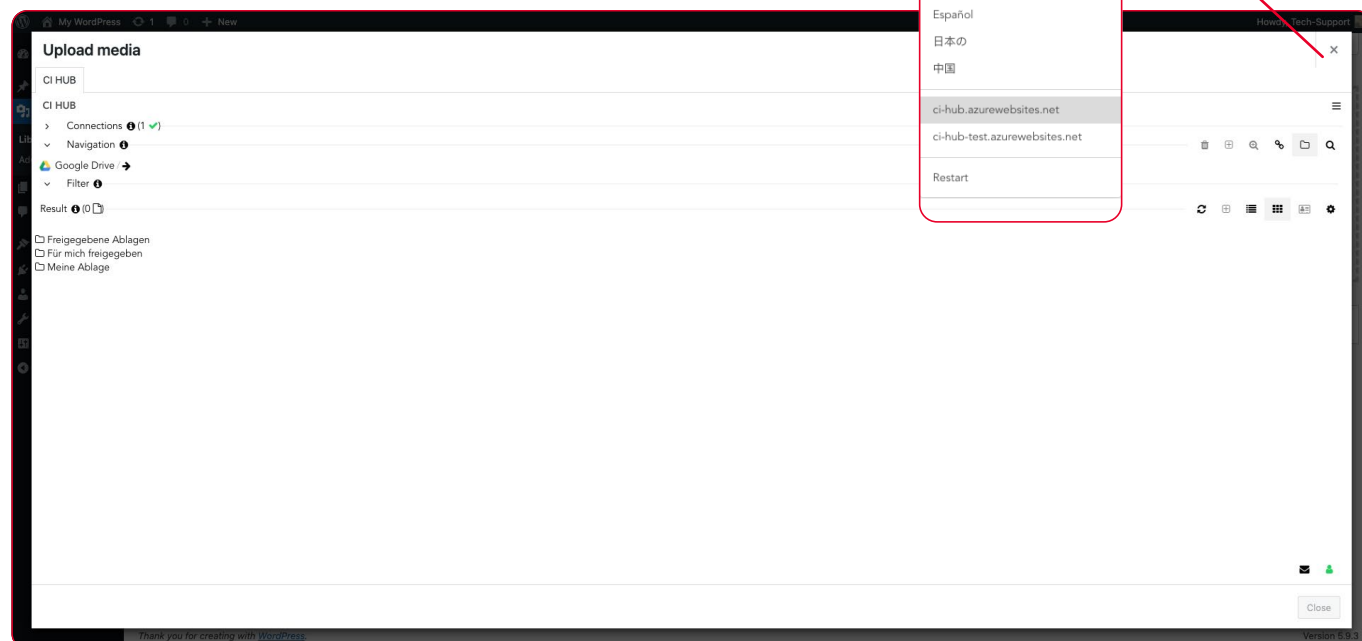 My WordPress 1 0 New
Howdy, Tech-Support
Español
日本の
中国
ci-hub.azurewebsites.net
ci-hub-test.azurewebsites.net
Restart
Upload media
CI HUB
CI HUB
Connections (1 )
Navigation
Google Drive /
Filter
Result (0 )
Freigegebene Ablagen
Für mich freigegeben
Meine Ablage
Close
Thank you for creating with WordPress.
Version 5.9.3